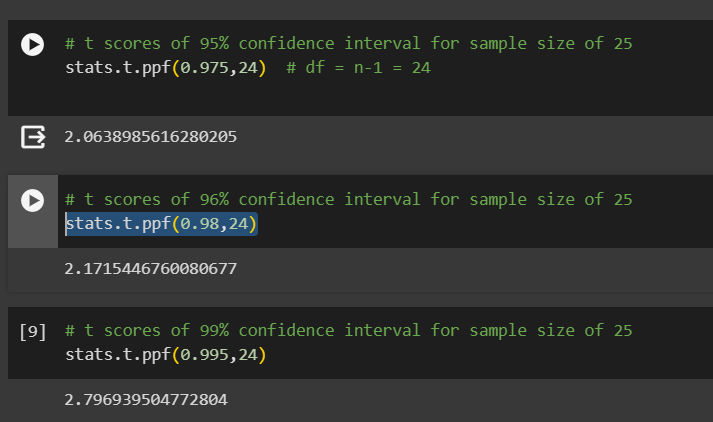 # t scores of 95% confidence interval for sample size of 25
stats.t.ppf(0.975,24)  # df = n-1 = 24
2.0638985616280205
# t scores of 96% confidence interval for sample size of 25
stats.t.ppf(0.98,24)
2.1715446760080677
[9] # t scores of 99% confidence interval for sample size of 25
stats.t.ppf(0.995,24)
2.796939504772804